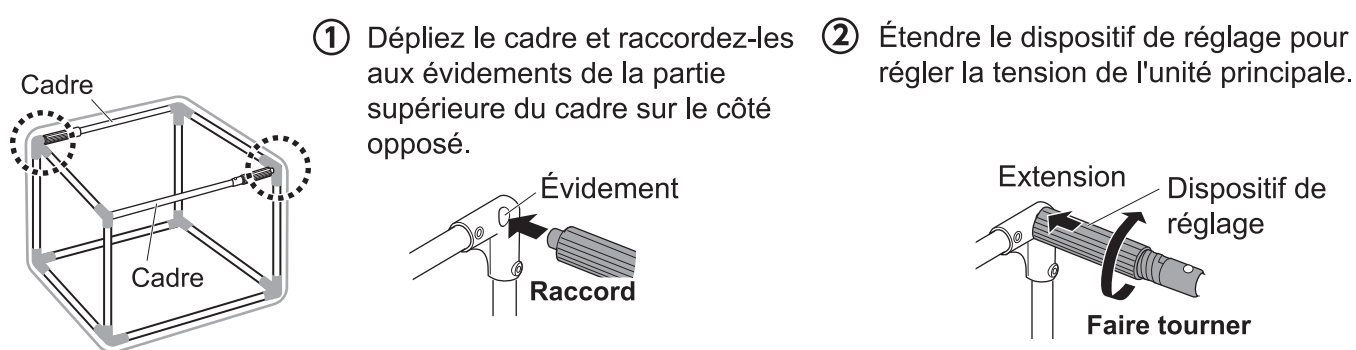 ① Dépliez le cadre et raccordez-les
aux évidements de la partie
supérieure du cadre sur le côté
opposé.
Cadre
Cadre
Évidement
Raccord
② Étendre le dispositif de réglage pour
régler la tension de l'unité principale.
Extension
Dispositif de
réglage
Faire tourner